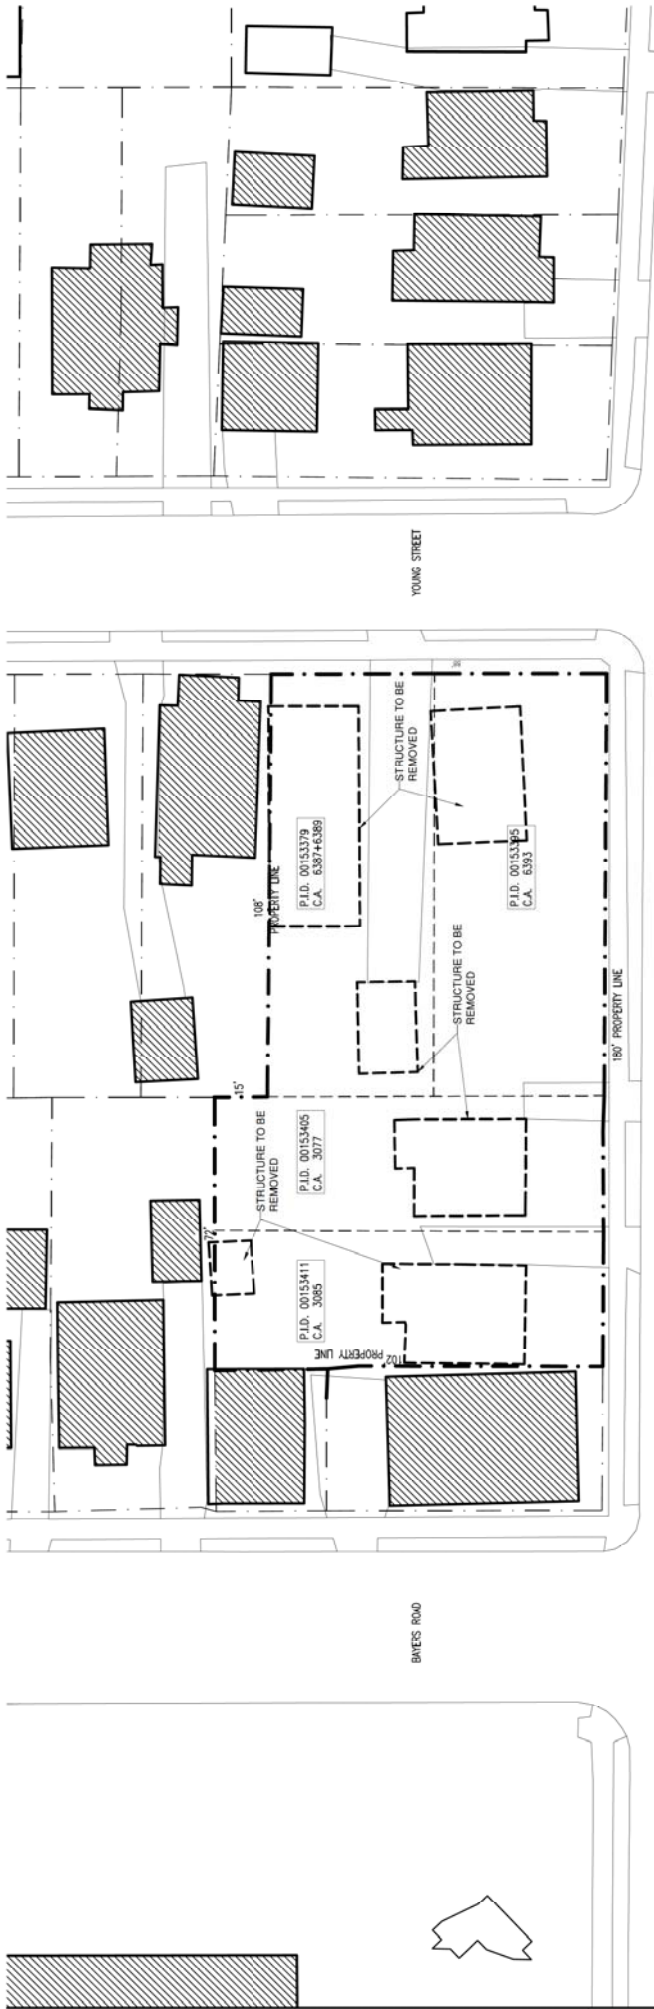 YOUNG STREET
STRUCTURE TO BE
REMOVED
P.I.D. 00153379
C.A. 6387+6389
P.I.D. 00153395
C.A. 6393
108'
PROPERTY LINE
STRUCTURE TO BE
REMOVED
180' PROPERTY LINE
15'
P.I.D. 00153405
C.A. 3077
STRUCTURE TO BE
REMOVED
72'
P.I.D. 00153411
C.A. 3085
102'
PROPERTY LINE
BAYERS ROAD